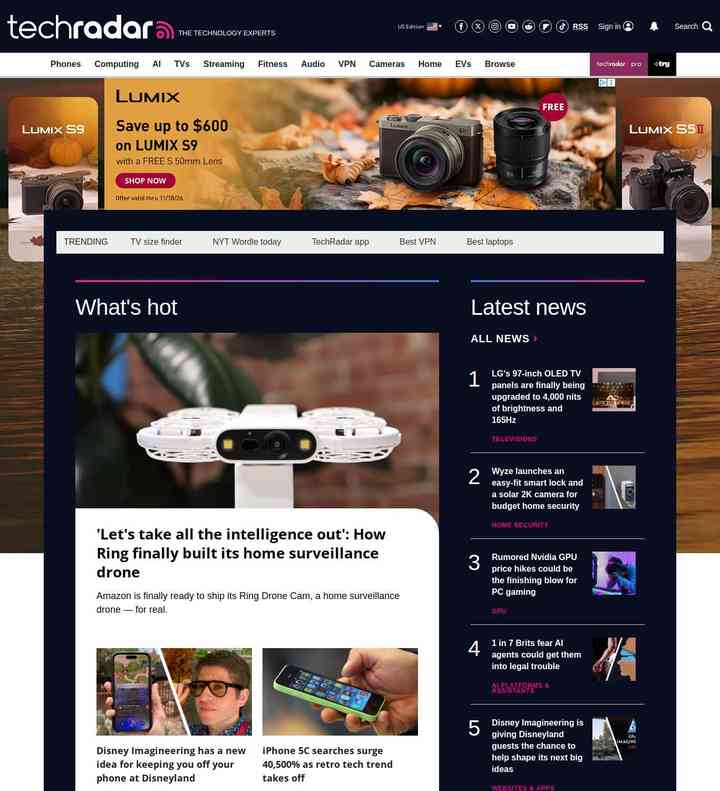 techradar THE TECHNOLOGY EXPERTS
US Edition
RSS
Sign in
Search
Phones Computing AI TVs Streaming Fitness Audio VPN Cameras Home EVs Browse
techradar pro
LUMIX
Save up to $600
on LUMIX S9
with a FREE S 50mm Lens
SHOP NOW
Offer valid thru 11/18/26.
FREE
LUMIX S9
LUMIX S5II
TRENDING TV size finder NYT Wordle today TechRadar app Best VPN Best laptops
What's hot
'Let's take all the intelligence out': How
Ring finally built its home surveillance
drone
Amazon is finally ready to ship its Ring Drone Cam, a home surveillance
drone — for real.
Disney Imagineering has a new
idea for keeping you off your
phone at Disneyland
iPhone 5C searches surge
40,500% as retro tech trend
takes off
Latest news
ALL NEWS ›
1
LG's 97-inch OLED TV
panels are finally being
upgraded to 4,000 nits
of brightness and
165Hz
TELEVISIONS
2
Wyze launches an
easy-fit smart lock and
a solar 2K camera for
budget home security
HOME SECURITY
3
Rumored Nvidia GPU
price hikes could be
the finishing blow for
PC gaming
GPU
4
1 in 7 Brits fear AI
agents could get them
into legal trouble
AI PLATFORMS &
ASSISTANTS
5
Disney Imagineering is
giving Disneyland
guests the chance to
help shape its next big
ideas
WEBSITES & APPS